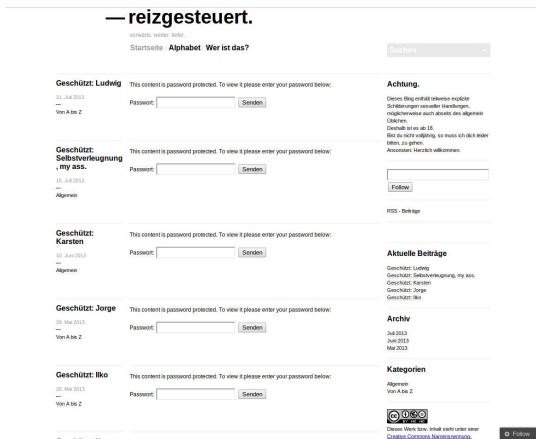 — reizgesteuert.
vorwärts. weiter. tiefer.
Startseite Alphabet Wer ist das?
Suchen
Geschützt: Ludwig
21. Juli 2013
—
Von A bis Z
This content is password protected. To view it please enter your password below:
Passwort: Senden
Geschützt:
Selbstverleugnung
, my ass.
15. Juli 2013
—
Allgemein
This content is password protected. To view it please enter your password below:
Passwort: Senden
Geschützt:
Karsten
10. Juni 2013
—
Allgemein
This content is password protected. To view it please enter your password below:
Passwort: Senden
Geschützt: Jorge
29. Mai 2013
—
Von A bis Z
This content is password protected. To view it please enter your password below:
Passwort: Senden
Geschützt: Ilko
26. Mai 2013
—
Von A bis Z
This content is password protected. To view it please enter your password below:
Passwort: Senden
Achtung.
Dieses Blog enthält teilweise explizite
Schilderungen sexueller Handlungen,
möglicherweise auch abseits des allgemein
Üblichen.
Deshalb ist es ab 18.
Bist du nicht volljährig, so muss ich dich leider
bitten, zu gehen.
Ansonsten: Herzlich willkommen.
Follow
RSS - Beiträge
Aktuelle Beiträge
Geschützt: Ludwig
Geschützt: Selbstverleugnung, my ass.
Geschützt: Karsten
Geschützt: Jorge
Geschützt: Ilko
Archiv
Juli 2013
Juni 2013
Mai 2013
Kategorien
Allgemein
Von A bis Z
BY NC ND
Dieses Werk bzw. Inhalt steht unter einer
Creative Commons Namensnennung-
Follow